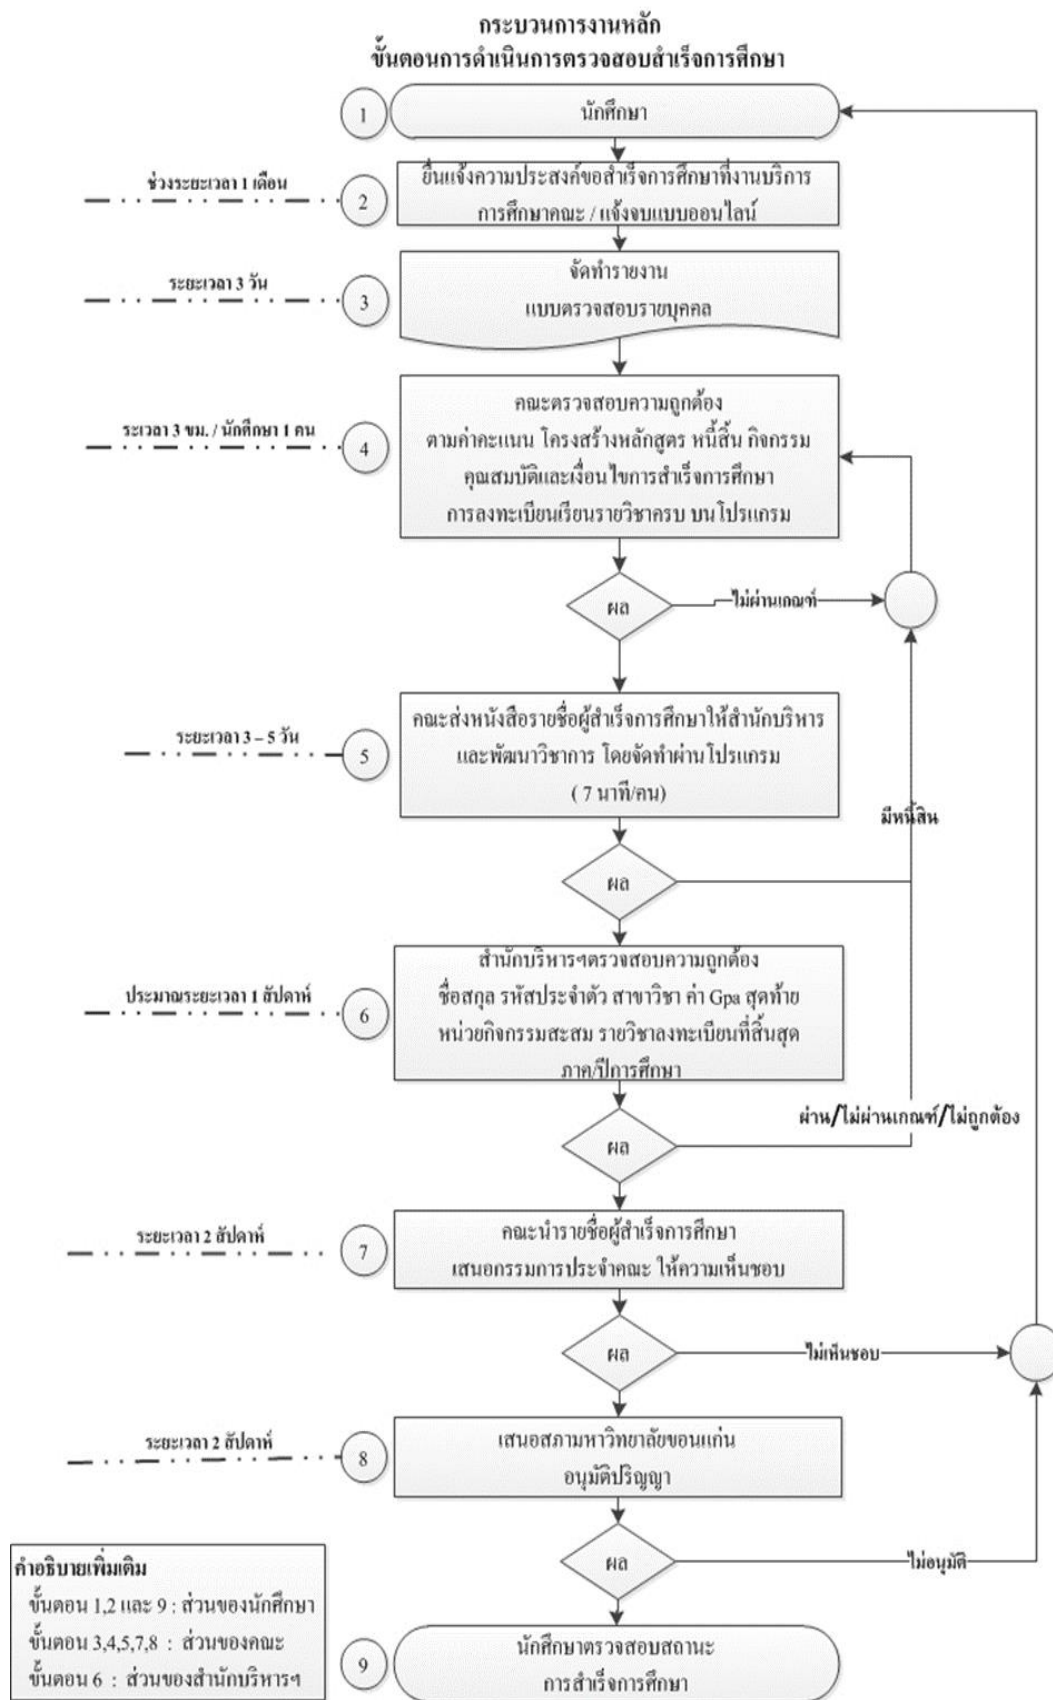 กระบวนการงานหลัก
ขั้นตอนการดำเนินการตรวจสอบสำเร็จการศึกษา
1
นักศึกษา
ช่วงระยะเวลา 1 เดือน
2
ยื่นแจ้งความประสงค์ขอสำเร็จการศึกษาที่งานบริการ
การศึกษาคณะ / แจ้งจบแบบออนไลน์
ระยะเวลา 3 วัน
3
จัดทำรายงาน
แบบตรวจสอบรายบุคคล
ระเวลา 3 ชม. / นักศึกษา 1 คน
4
คณะตรวจสอบความถูกต้อง
ตามค่าคะแนน โครงสร้างหลักสูตร หนี้สิ้น กิจกรรม
คุณสมบัติและเงื่อนไขการสำเร็จการศึกษา
การลงทะเบียนเรียนรายวิชาครบ บนโปรแกรม
ผล
ไม่ผ่านเกณฑ์
ระยะเวลา 3 – 5 วัน
5
คณะส่งหนังสือรายชื่อผู้สำเร็จการศึกษาให้สำนักบริหาร
และพัฒนาวิชาการ โดยจัดทำผ่านโปรแกรม
( 7 นาที/คน)
มีหนี้สิน
ผล
ประมาณระยะเวลา 1 สัปดาห์
6
สำนักบริหารฯตรวจสอบความถูกต้อง
ชื่อสกุล รหัสประจำตัว สาขาวิชา ค่า Gpa สุดท้าย
หน่วยกิจกรรมสะสม รายวิชาลงทะเบียนที่สิ้นสุด
ภาค/ปีการศึกษา
ผ่าน/ไม่ผ่านเกณฑ์/ไม่ถูกต้อง
ผล
ระยะเวลา 2 สัปดาห์
7
คณะนำรายชื่อผู้สำเร็จการศึกษา
เสนอกรรมการประจำคณะ ให้ความเห็นชอบ
ผล
ไม่เห็นชอบ
ระยะเวลา 2 สัปดาห์
8
เสนอสภามหาวิทยาลัยขอนแก่น
อนุมัติปริญญา
ผล
ไม่อนุมัติ
คำอธิบายเพิ่มเติม
ขั้นตอน 1,2 และ 9 : ส่วนของนักศึกษา
ขั้นตอน 3,4,5,7,8 : ส่วนของคณะ
ขั้นตอน 6 : ส่วนของสำนักบริหารฯ
9
นักศึกษาตรวจสอบสถานะ
การสำเร็จการศึกษา